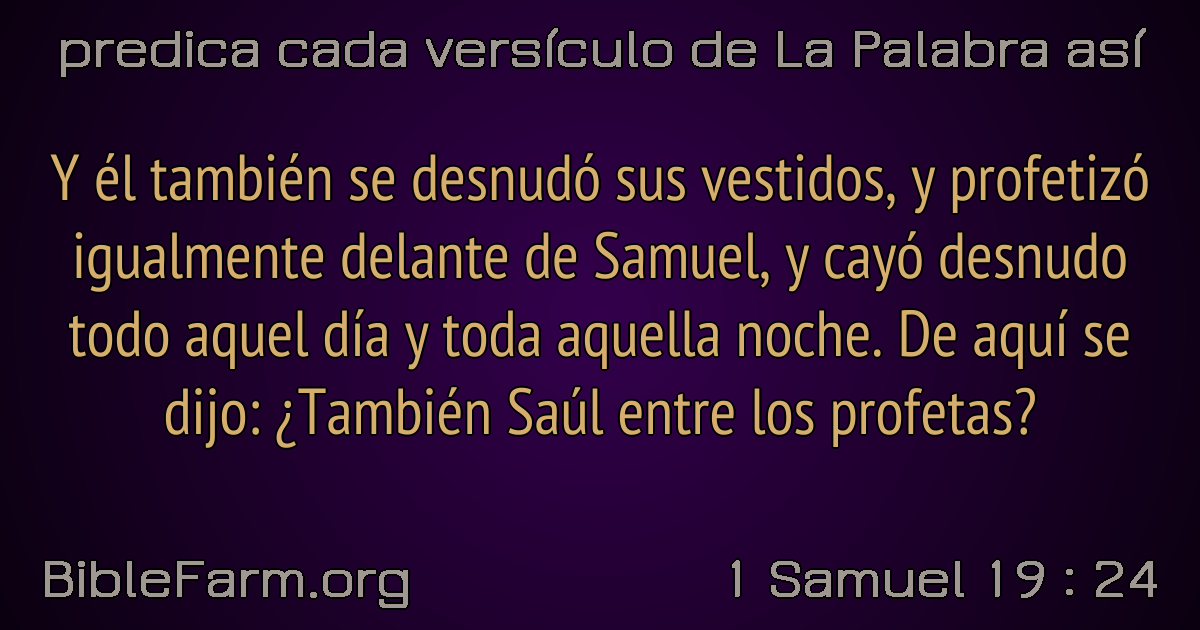 predica cada versículo de La Palabra así
Y él también se desnudó sus vestidos, y profetizó
igualmente delante de Samuel, y cayó desnudo
todo aquel día y toda aquella noche. De aquí se
dijo: ¿También Saúl entre los profetas?
BibleFarm.org
1 Samuel 19 : 24